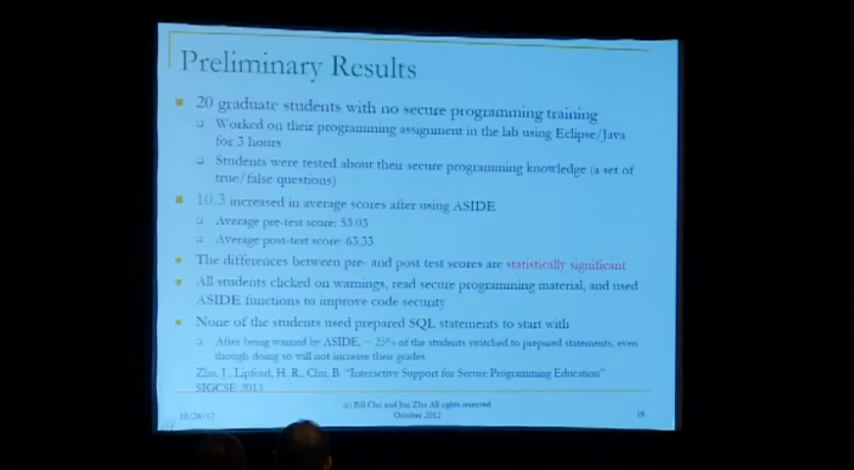 Preliminary Results
20 graduate students with no secure programming training
Worked on their programming assignment in the lab using Eclipse/Java
for 3 hours
Students were tested about their secure programming knowledge (a set of
true/false questions)
10.3 increased in average scores after using ASIDE
Average pre-test score: 53.03
Average post-test score: 63.33
The differences between pre- and post test scores are statistically significant
All students clicked on warnings, read secure programming material, and used
ASIDE functions to improve code security
None of the students used prepared SQL statements to start with
After being warned by ASIDE, ~ 25% of the students switched to prepared statements, even
though doing so will not increase their grades
Zhu, J., Lipford, H. R., Chu, B. "Interactive Support for Secure Programming Education"
SIGCSE 2013
10/26/12
(c) Bill Chu and Jun Zhu All rights reserved
October 2012
19